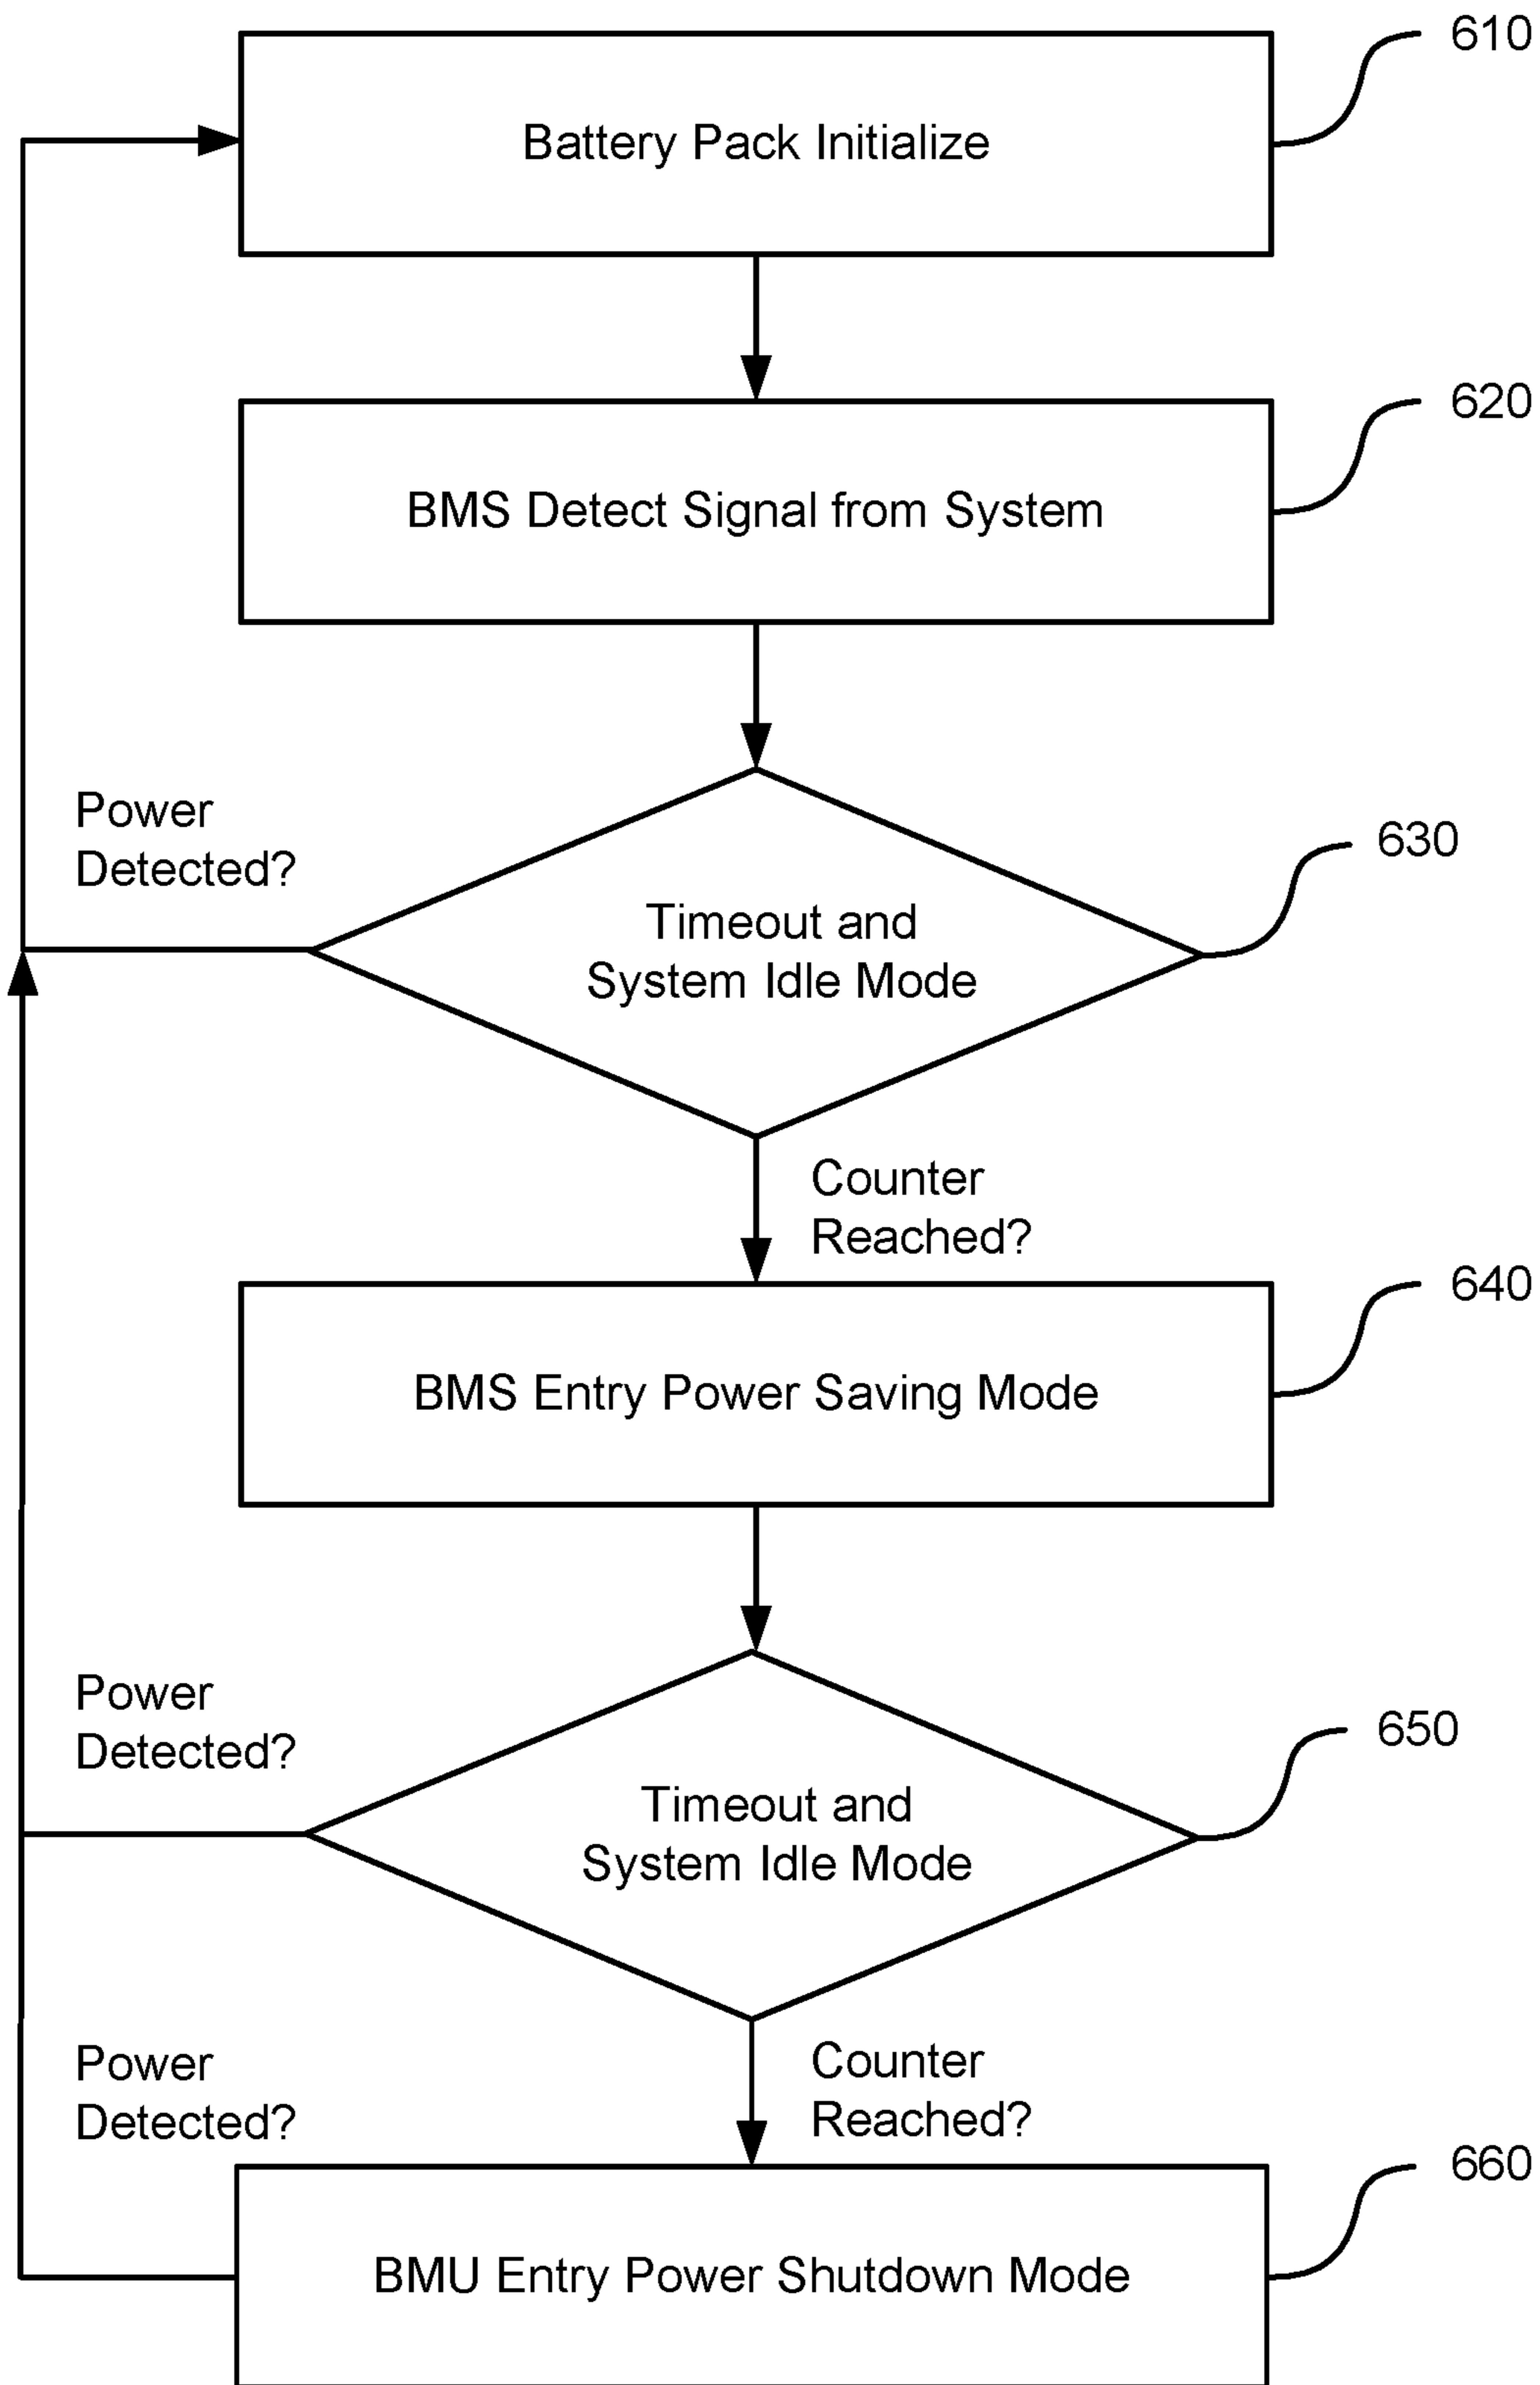 610
Battery Pack Initialize
620
BMS Detect Signal from System
Power
Detected?
630
Timeout and
System Idle Mode
Counter
Reached?
640
BMS Entry Power Saving Mode
Power
Detected?
650
Timeout and
System Idle Mode
Power
Detected?
Counter
Reached?
660
BMU Entry Power Shutdown Mode